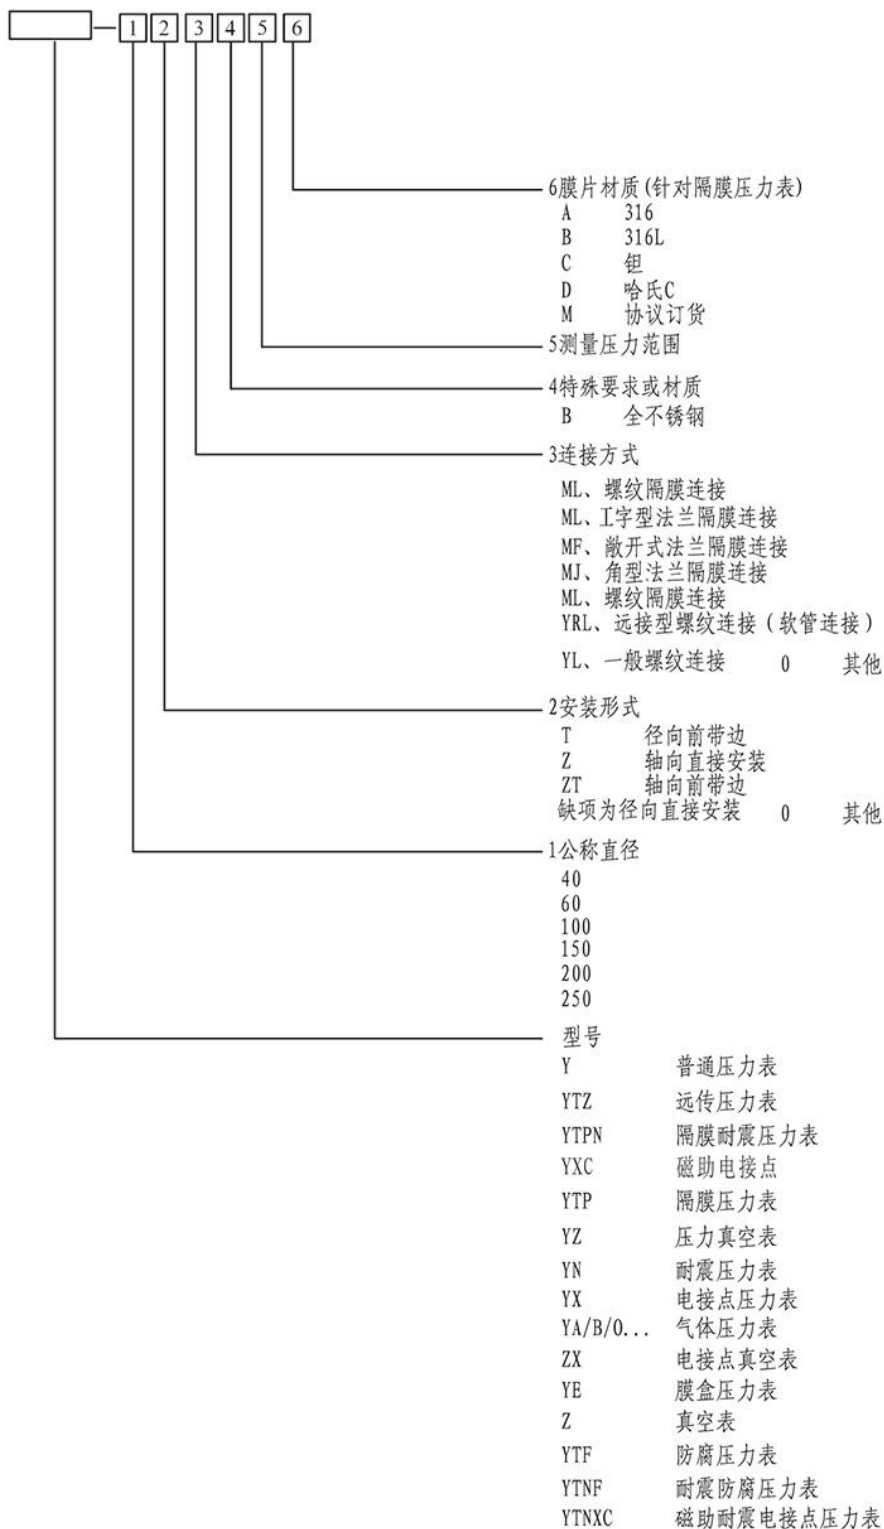 1 2 3 4 5 6
6膜片材质(针对隔膜压力表)
A 316
B 316L
C 钽
D 哈氏C
M 协议订货
5测量压力范围
4特殊要求或材质
B 全不锈钢
3连接方式
ML、螺纹隔膜连接
ML、工字型法兰隔膜连接
MF、敞开式法兰隔膜连接
MJ、角型法兰隔膜连接
ML、螺纹隔膜连接
YRL、远接型螺纹连接（软管连接）
YL、一般螺纹连接 0 其他
2安装形式
T 径向前带边
Z 轴向直接安装
ZT 轴向前带边
缺项为径向直接安装 0 其他
1公称直径
40
60
100
150
200
250
型号
Y 普通压力表
YTZ 远传压力表
YTPN 隔膜耐震压力表
YXC 磁助电接点
YTP 隔膜压力表
YZ 压力真空表
YN 耐震压力表
YX 电接点压力表
YA/B/0... 气体压力表
ZX 电接点真空表
YE 膜盒压力表
Z 真空表
YTF 防腐压力表
YTNF 耐震防腐压力表
YTNXC 磁助耐震电接点压力表